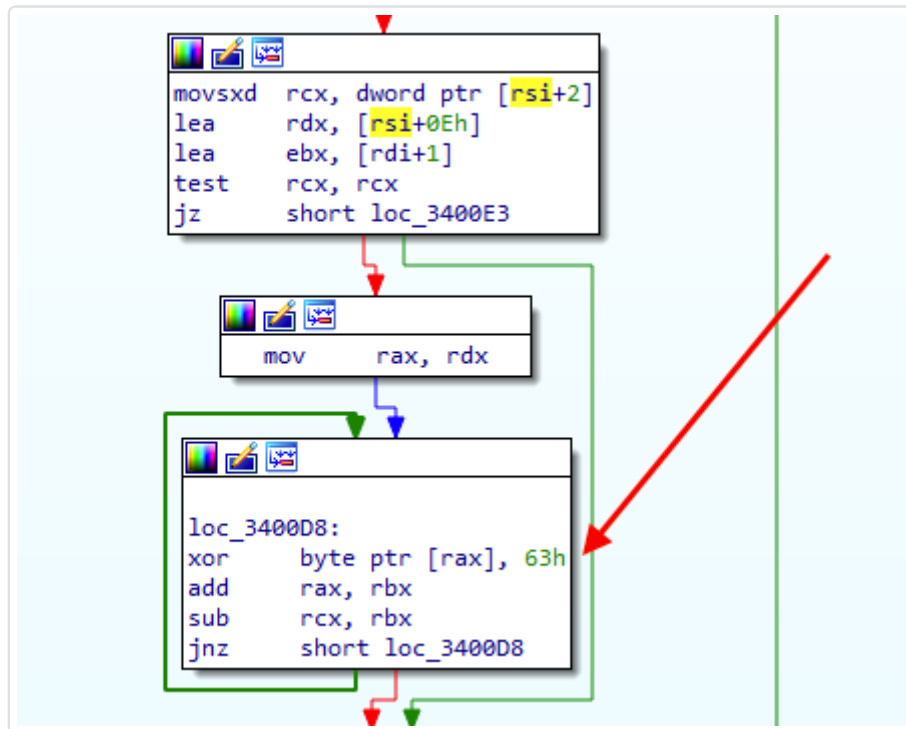 movsxd rcx, dword ptr [rsi+2]
lea rdx, [rsi+0Eh]
lea ebx, [rdi+1]
test rcx, rcx
jz short loc_3400E3
mov rax, rdx
loc_3400D8:
xor byte ptr [rax], 63h
add rax, rbx
sub rcx, rbx
jnz short loc_3400D8